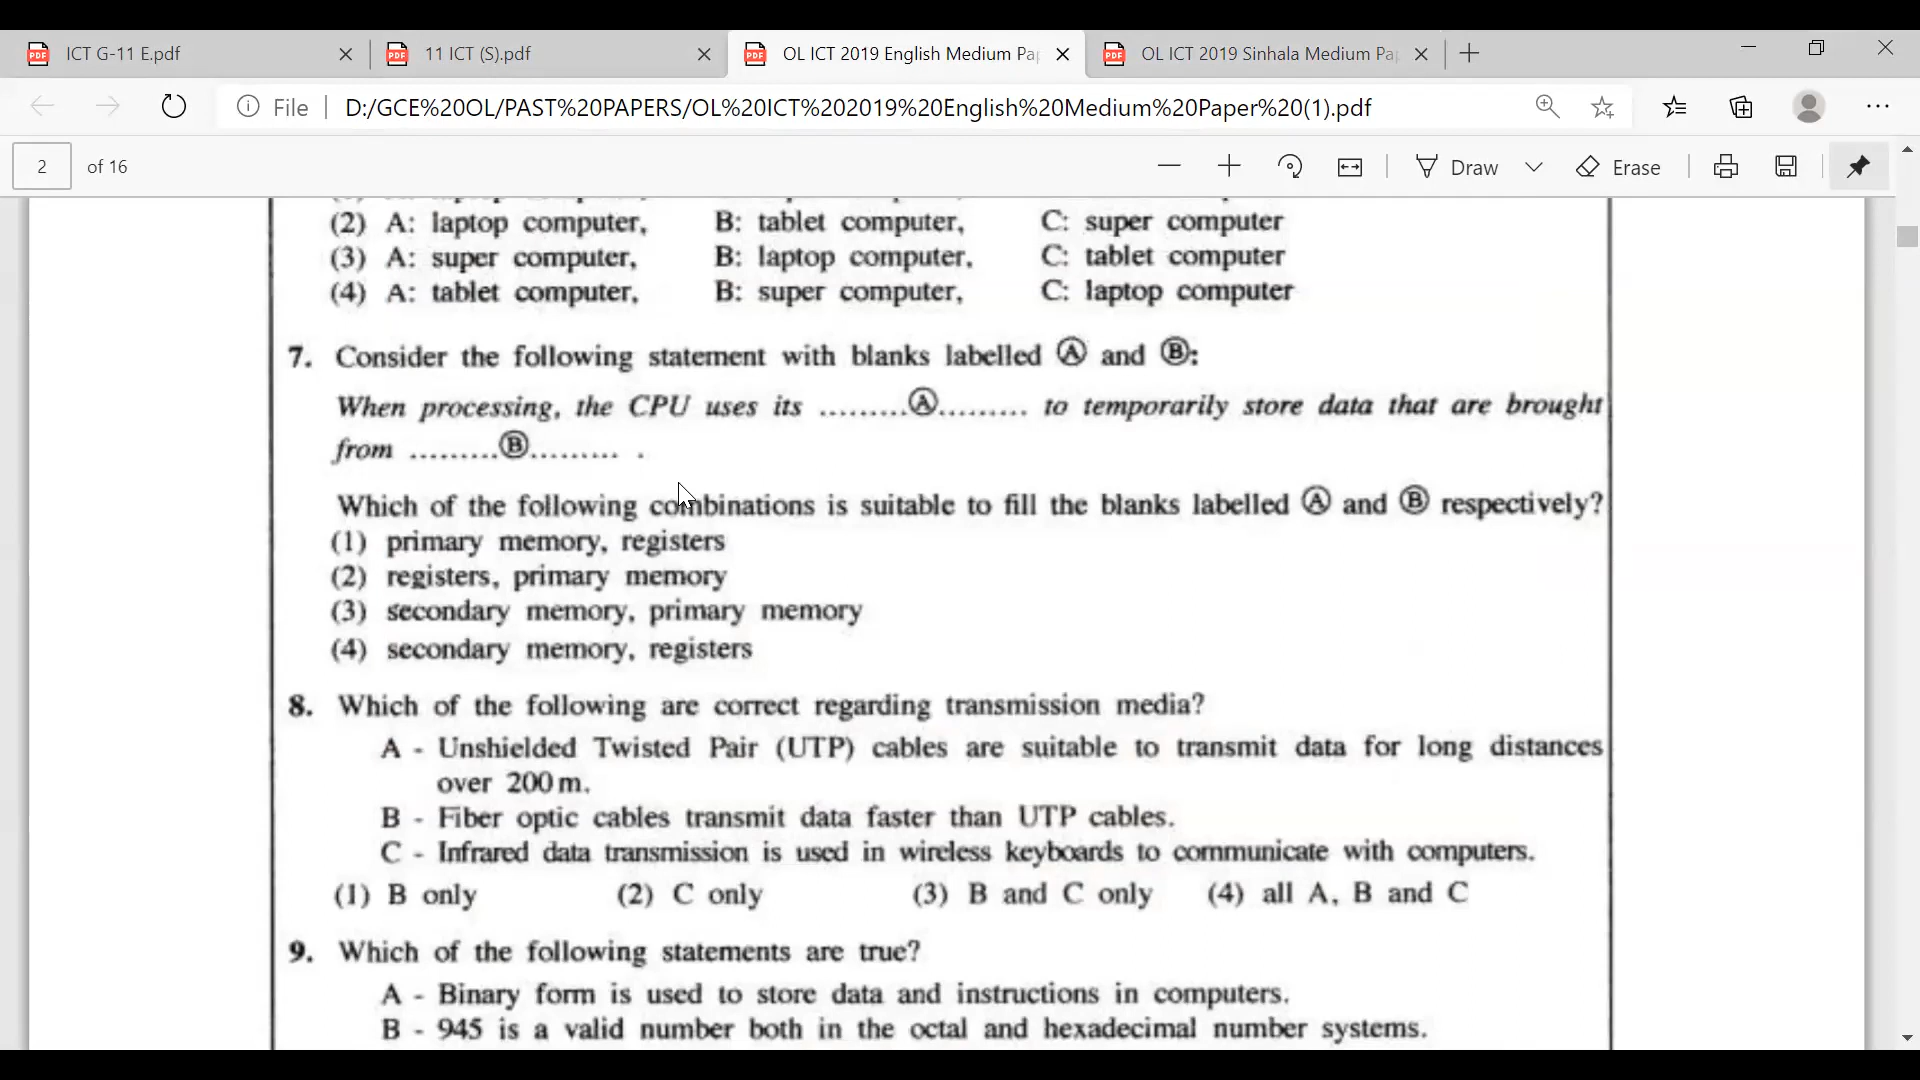 ICT G-11 E.pdf
11 ICT (S).pdf
OL ICT 2019 English Medium Pa
OL ICT 2019 Sinhala Medium Pa
File
D:/GCE%20OL/PAST%20PAPERS/OL%20ICT%202019%20English%20Medium%20Paper%20(1).pdf
2 of 16
Draw
Erase
(2) A: laptop computer, B: tablet computer, C: super computer
(3) A: super computer, B: laptop computer, C: tablet computer
(4) A: tablet computer, B: super computer, C: laptop computer
7. Consider the following statement with blanks labelled Ⓐ and Ⓑ:
When processing, the CPU uses its .........Ⓐ......... to temporarily store data that are brought
from .........Ⓑ......... .
Which of the following combinations is suitable to fill the blanks labelled Ⓐ and Ⓑ respectively?
(1) primary memory, registers
(2) registers, primary memory
(3) secondary memory, primary memory
(4) secondary memory, registers
8. Which of the following are correct regarding transmission media?
A - Unshielded Twisted Pair (UTP) cables are suitable to transmit data for long distances
over 200 m.
B - Fiber optic cables transmit data faster than UTP cables.
C - Infrared data transmission is used in wireless keyboards to communicate with computers.
(1) B only (2) C only (3) B and C only (4) all A, B and C
9. Which of the following statements are true?
A - Binary form is used to store data and instructions in computers.
B - 945 is a valid number both in the octal and hexadecimal number systems.